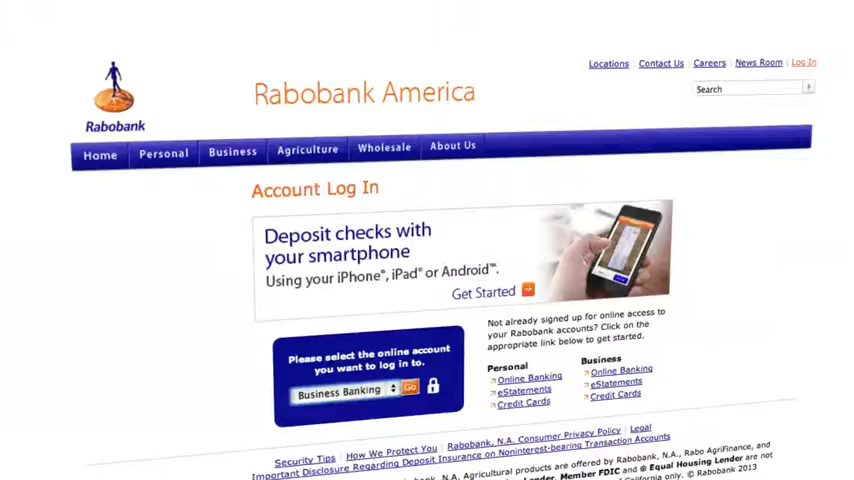 Locations | Contact Us | Careers | News Room | Log In
Search
Rabobank America
Rabobank
Home Personal Business Agriculture Wholesale About Us
Account Log In
Deposit checks with
your smartphone
Using your iPhone®, iPad® or Android™.
Get Started
Please select the online account
you want to log in to.
Business Banking Go
Not already signed up for online access to
your Rabobank accounts? Click on the
appropriate link below to get started.
Personal
Online Banking
eStatements
Credit Cards
Business
Online Banking
eStatements
Credit Cards
Security Tips | How We Protect You | Rabobank, N.A. Consumer Privacy Policy | Legal
Important Disclosure Regarding Deposit Insurance on Noninterest-bearing Transaction Accounts
N.A. Agricultural products are offered by Rabobank, N.A., Rabo AgriFinance, and
Lender. Member FDIC and Equal Housing Lender are not
California only. © Rabobank 2013